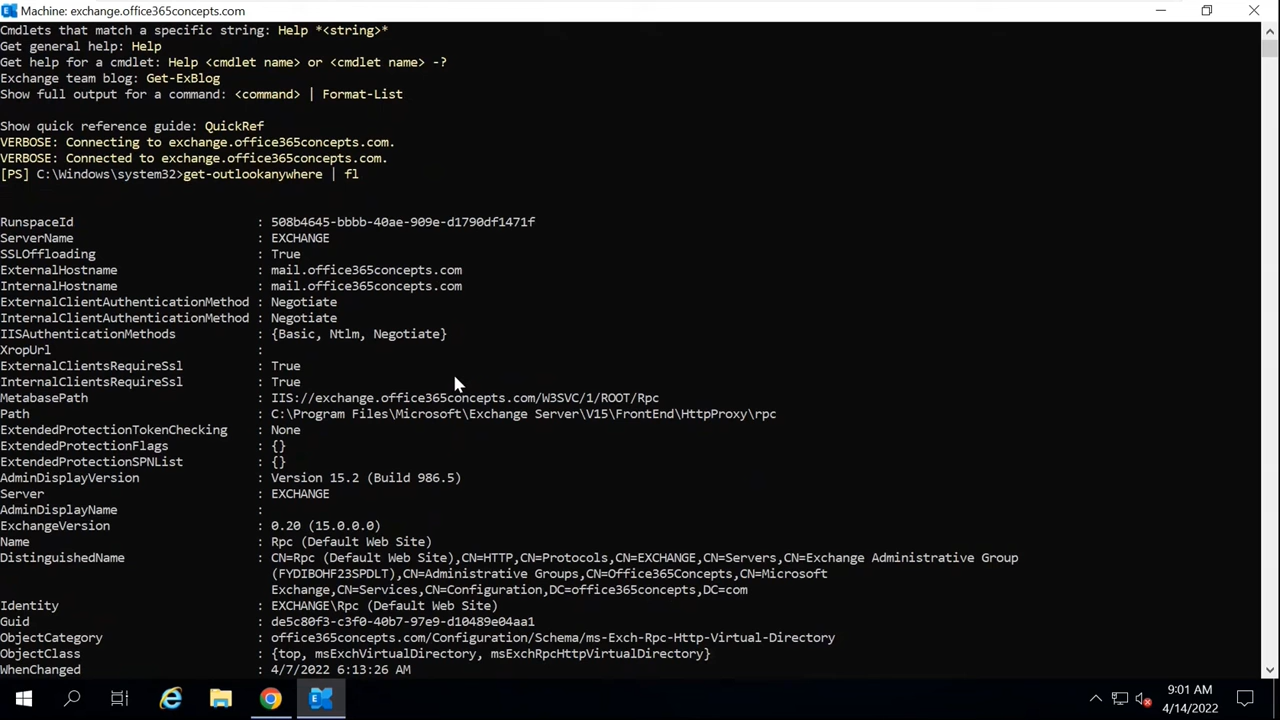 Machine: exchange.office365concepts.com
Cmdlets that match a specific string: Help *<string>*
Get general help: Help
Get help for a cmdlet: Help <cmdlet name> or <cmdlet name> -?
Exchange team blog: Get-ExBlog
Show full output for a command: <command> | Format-List
Show quick reference guide: QuickRef
VERBOSE: Connecting to exchange.office365concepts.com.
VERBOSE: Connected to exchange.office365concepts.com.
[PS] C:\Windows\system32>get-outlookanywhere | fl
RunspaceId : 508b4645-bbbb-40ae-909e-d1790df1471f
ServerName : EXCHANGE
SSLOffloading : True
ExternalHostname : mail.office365concepts.com
InternalHostname : mail.office365concepts.com
ExternalClientAuthenticationMethod : Negotiate
InternalClientAuthenticationMethod : Negotiate
IISAuthenticationMethods : {Basic, Ntlm, Negotiate}
XropUrl :
ExternalClientsRequireSsl : True
InternalClientsRequireSsl : True
MetabasePath : IIS://exchange.office365concepts.com/W3SVC/1/ROOT/Rpc
Path : C:\Program Files\Microsoft\Exchange Server\V15\FrontEnd\HttpProxy\rpc
ExtendedProtectionTokenChecking : None
ExtendedProtectionFlags : {}
ExtendedProtectionSPNList : {}
AdminDisplayVersion : Version 15.2 (Build 986.5)
Server : EXCHANGE
AdminDisplayName :
ExchangeVersion : 0.20 (15.0.0.0)
Name : Rpc (Default Web Site)
DistinguishedName : CN=Rpc (Default Web Site),CN=HTTP,CN=Protocols,CN=EXCHANGE,CN=Servers,CN=Exchange Administrative Group
(FYDIBOHF23SPDLT),CN=Administrative Groups,CN=Office365Concepts,CN=Microsoft
Exchange,CN=Services,CN=Configuration,DC=office365concepts,DC=com
Identity : EXCHANGE\Rpc (Default Web Site)
Guid : de5c80f3-c3f0-40b7-97e9-d10489e04aa1
ObjectCategory : office365concepts.com/Configuration/Schema/ms-Exch-Rpc-Http-Virtual-Directory
ObjectClass : {top, msExchVirtualDirectory, msExchRpcHttpVirtualDirectory}
WhenChanged : 4/7/2022 6:13:26 AM
9:01 AM
4/14/2022